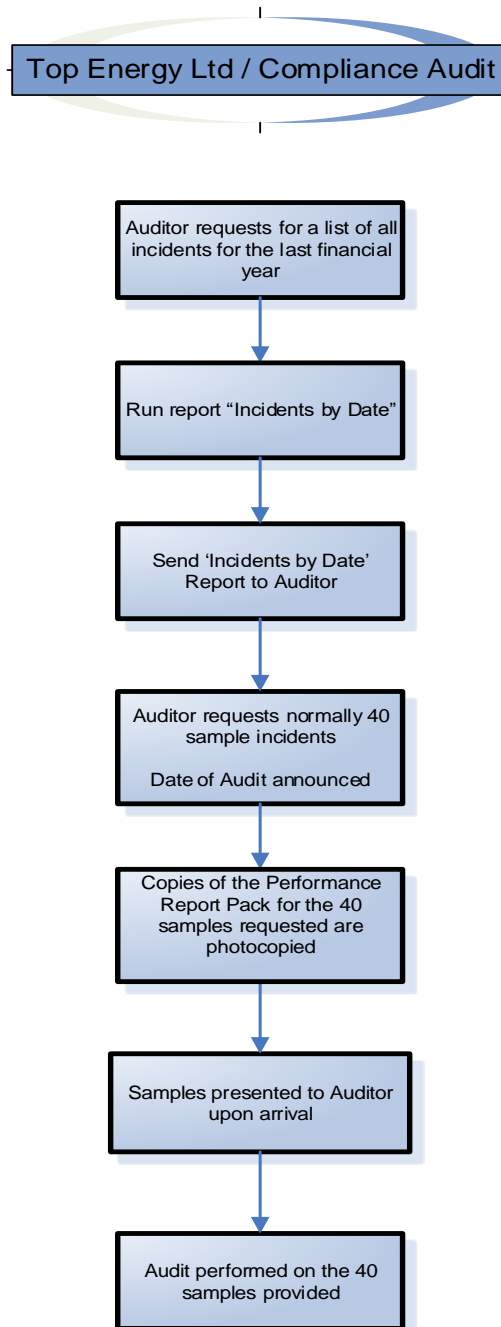 Top Energy Ltd / Compliance Audit
Auditor requests for a list of all
incidents for the last financial
year
Run report “Incidents by Date”
Send ‘Incidents by Date’
Report to Auditor
Auditor requests normally 40
sample incidents
Date of Audit announced
Copies of the Performance
Report Pack for the 40
samples requested are
photocopied
Samples presented to Auditor
upon arrival
Audit performed on the 40
samples provided